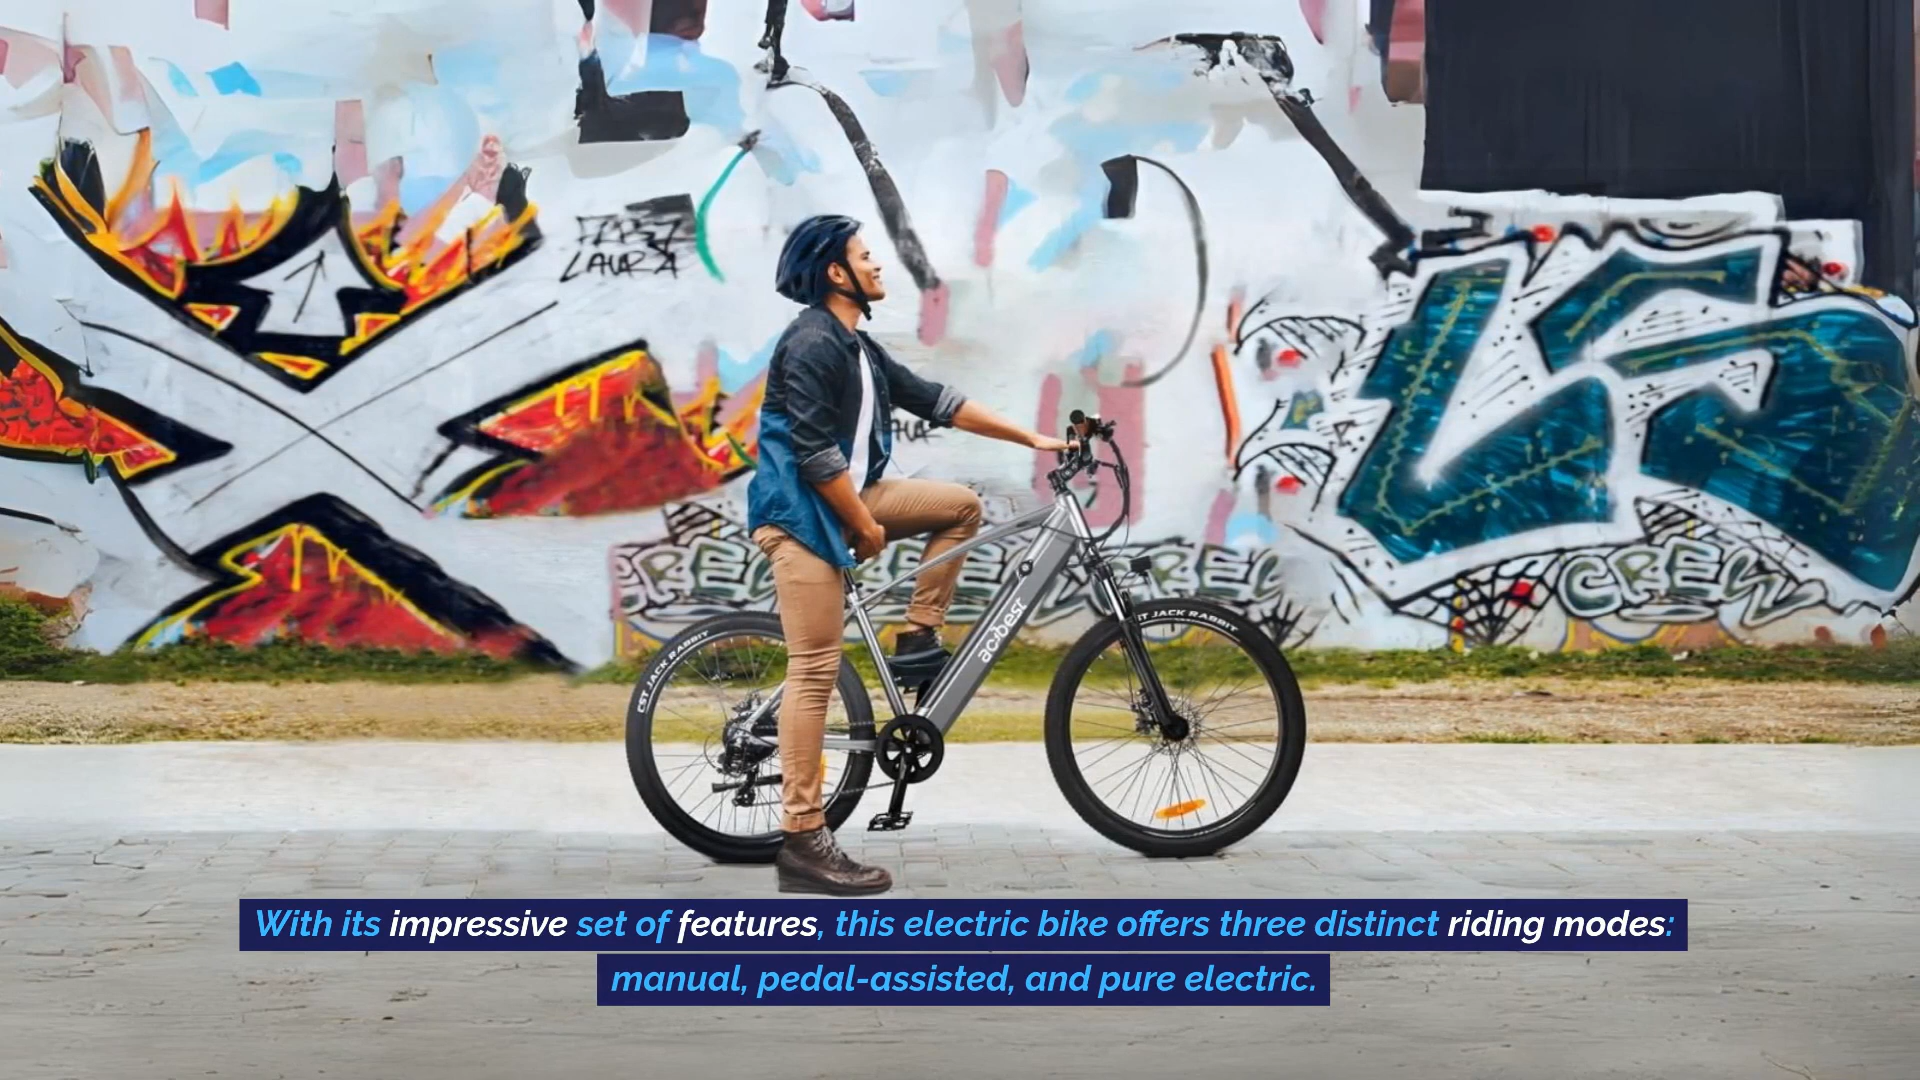 LAURA
CREW
acibest
CST JACK RABBIT
CST JACK RABBIT
With its impressive set of features, this electric bike offers three distinct riding modes:
manual, pedal-assisted, and pure electric.